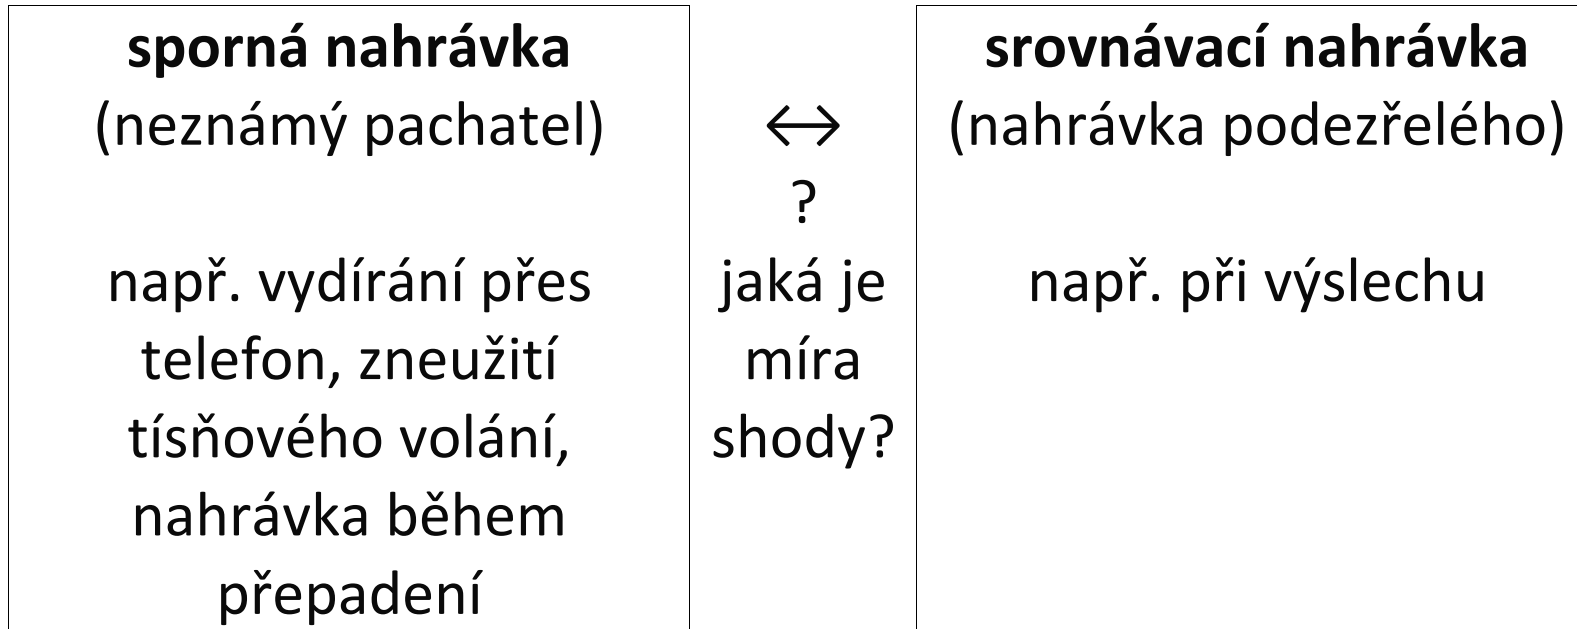 sporná nahrávka
(neznámý pachatel)
např. vydírání přes
telefon, zneužití
tísňového volání,
nahrávka během
přepadení
↔
?
jaká je
míra
shody?
srovnávací nahrávka
(nahrávka podezřelého)
např. při výslechu